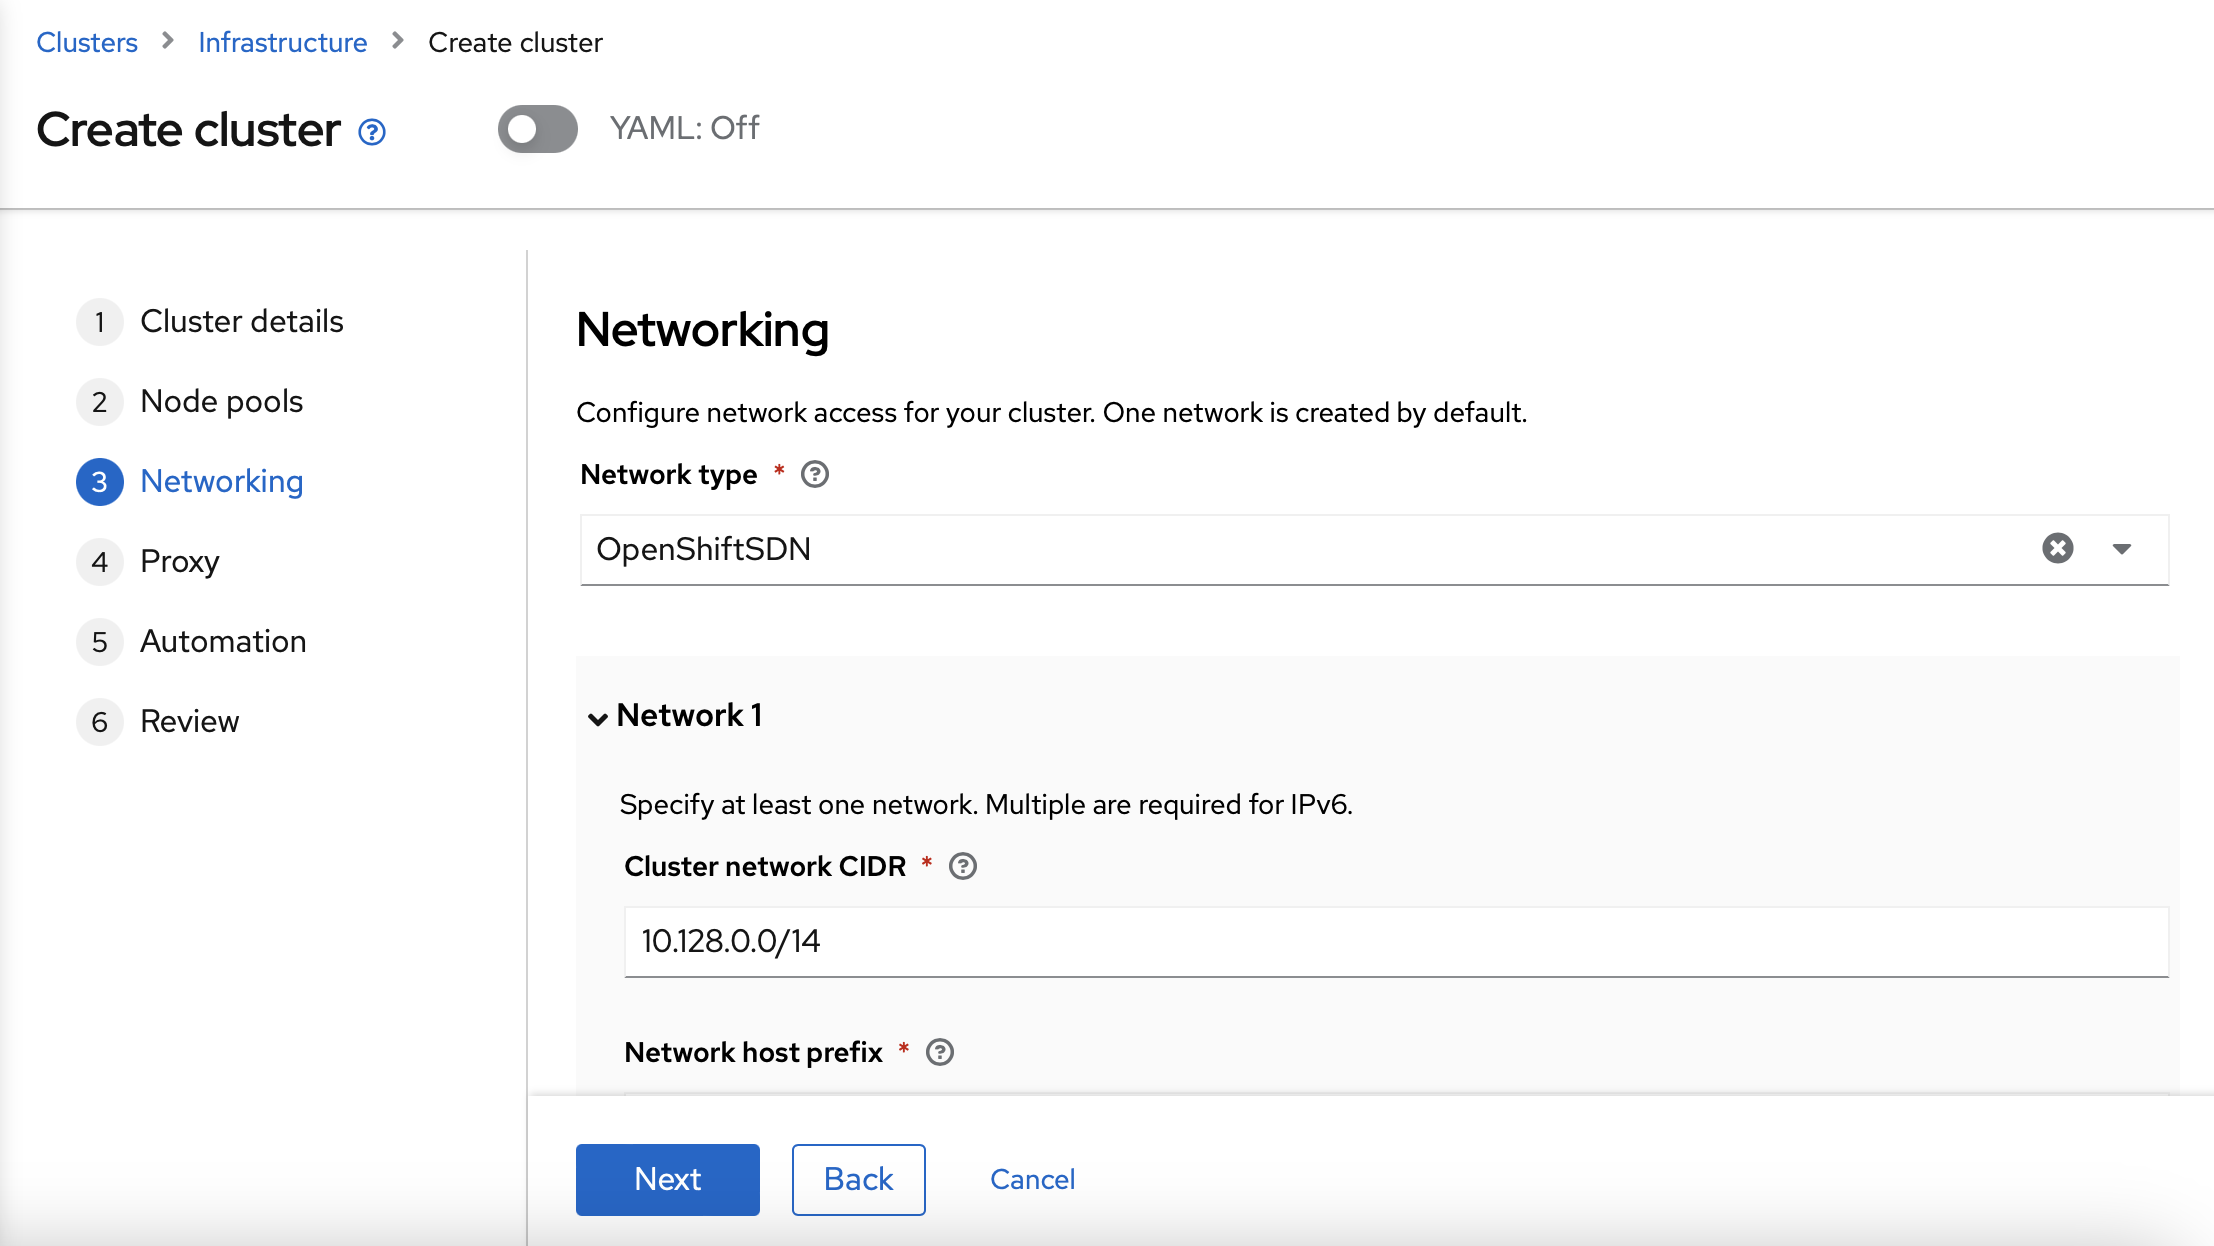 Clusters > Infrastructure > Create cluster
Create cluster ? YAML: Off
1 Cluster details
2 Node pools
3 Networking
4 Proxy
5 Automation
6 Review
Networking
Configure network access for your cluster. One network is created by default.
Network type * ?
OpenShiftSDN
Network 1
Specify at least one network. Multiple are required for IPv6.
Cluster network CIDR * ?
10.128.0.0/14
Network host prefix * ?
Next Back Cancel